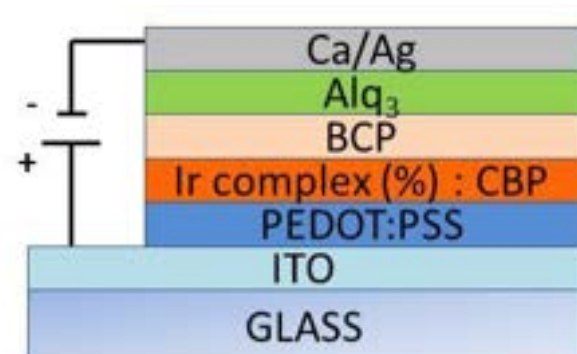 Ca/Ag
Alq₃
-
BCP
+
Ir complex (%) : CBP
PEDOT:PSS
ITO
GLASS